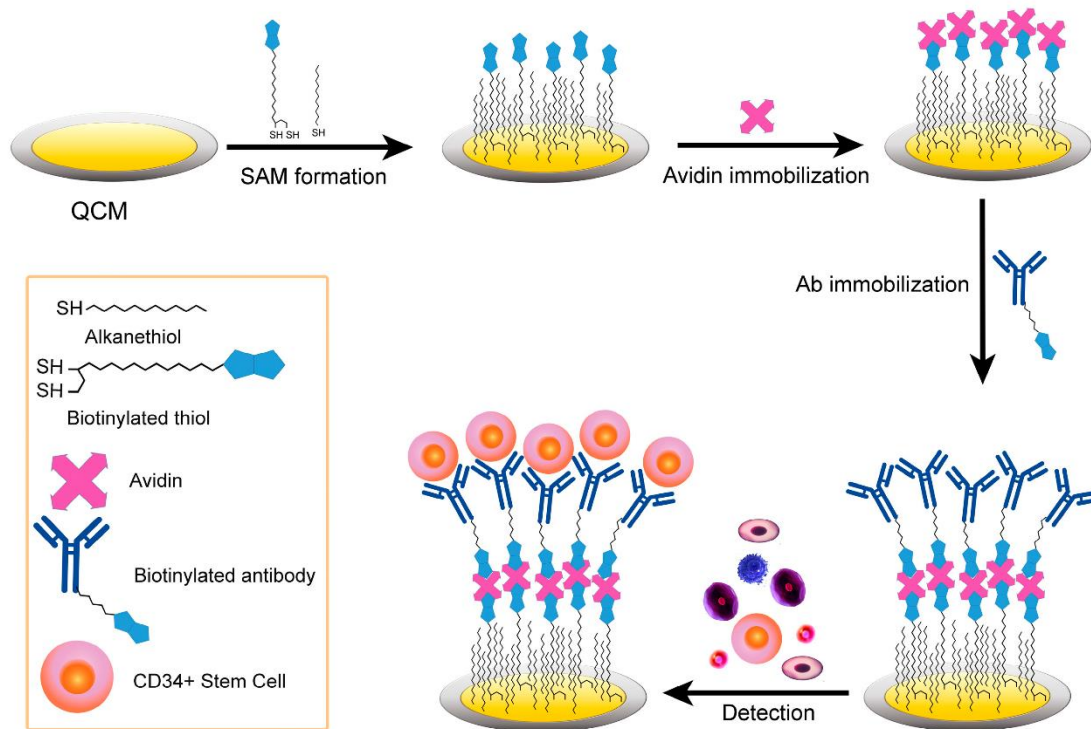 SH SH
SH
SAM formation
QCM
Avidin immobilization
Ab immobilization
SH
Alkanethiol
SH
SH
Biotinylated thiol
Avidin
Biotinylated antibody
CD34+ Stem Cell
Detection